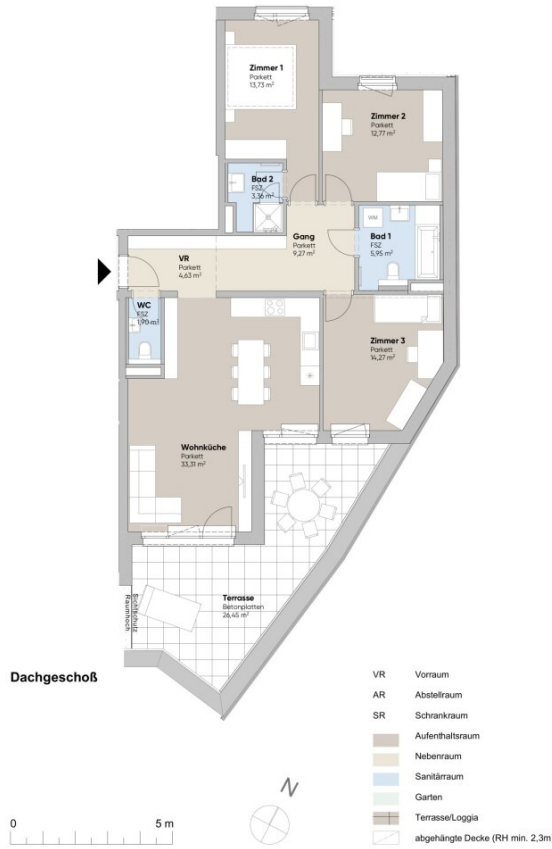 Zimmer 1
Parkett
13,73 m²
Zimmer 2
Parkett
12,77 m²
Bad 2
FSZ
3,36 m²
WM
Bad 1
FSZ
5,95 m²
Gang
Parkett
9,27 m²
VR
Parkett
4,63 m²
WC
FSZ
1,90 m²
Zimmer 3
Parkett
14,27 m²
Wohnküche
Parkett
33,31 m²
Terrasse
Betonplatten
26,45 m²
Sichtschutz
Raumhoch
Dachgeschoß
VR Vorraum
AR Abstellraum
SR Schrankraum
Aufenthaltsraum
Nebenraum
Sanitärraum
Garten
Terrasse/Loggia
abgehängte Decke (RH min. 2,3m
N
0 5 m